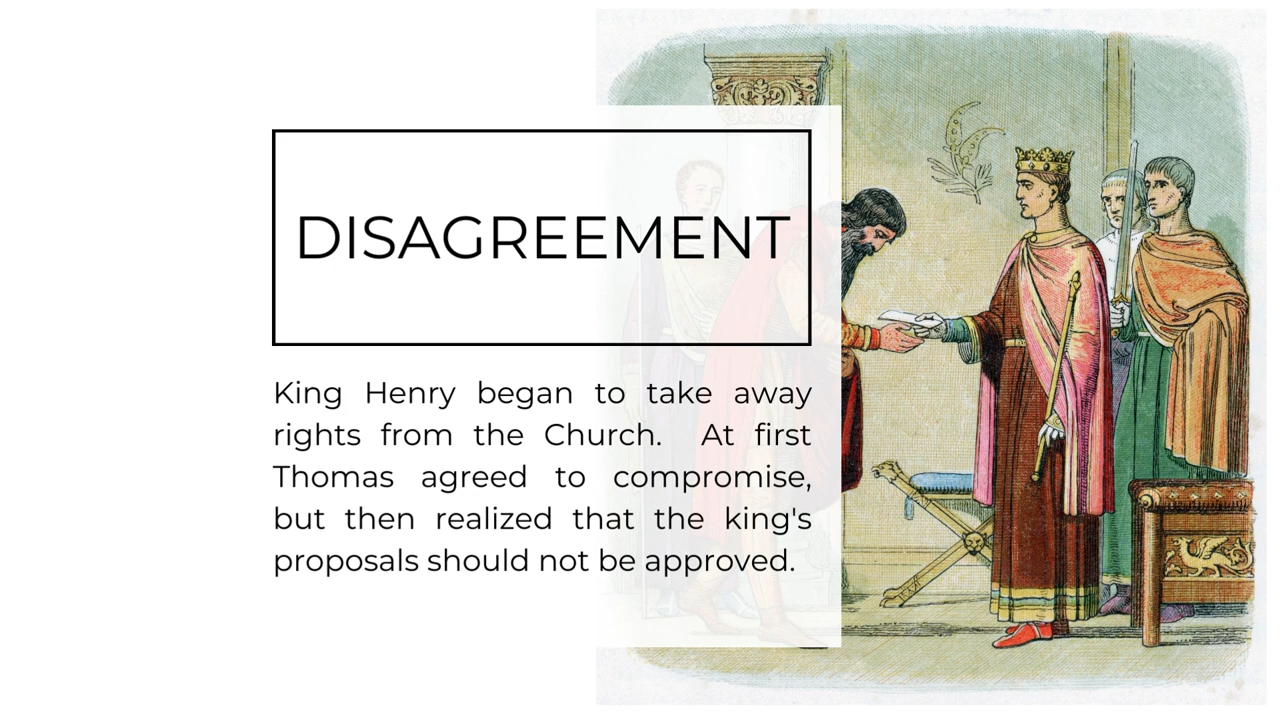 DISAGREEMENT
King Henry began to take away
rights from the Church.  At first
Thomas agreed to compromise,
but then realized that the king's
proposals should not be approved.